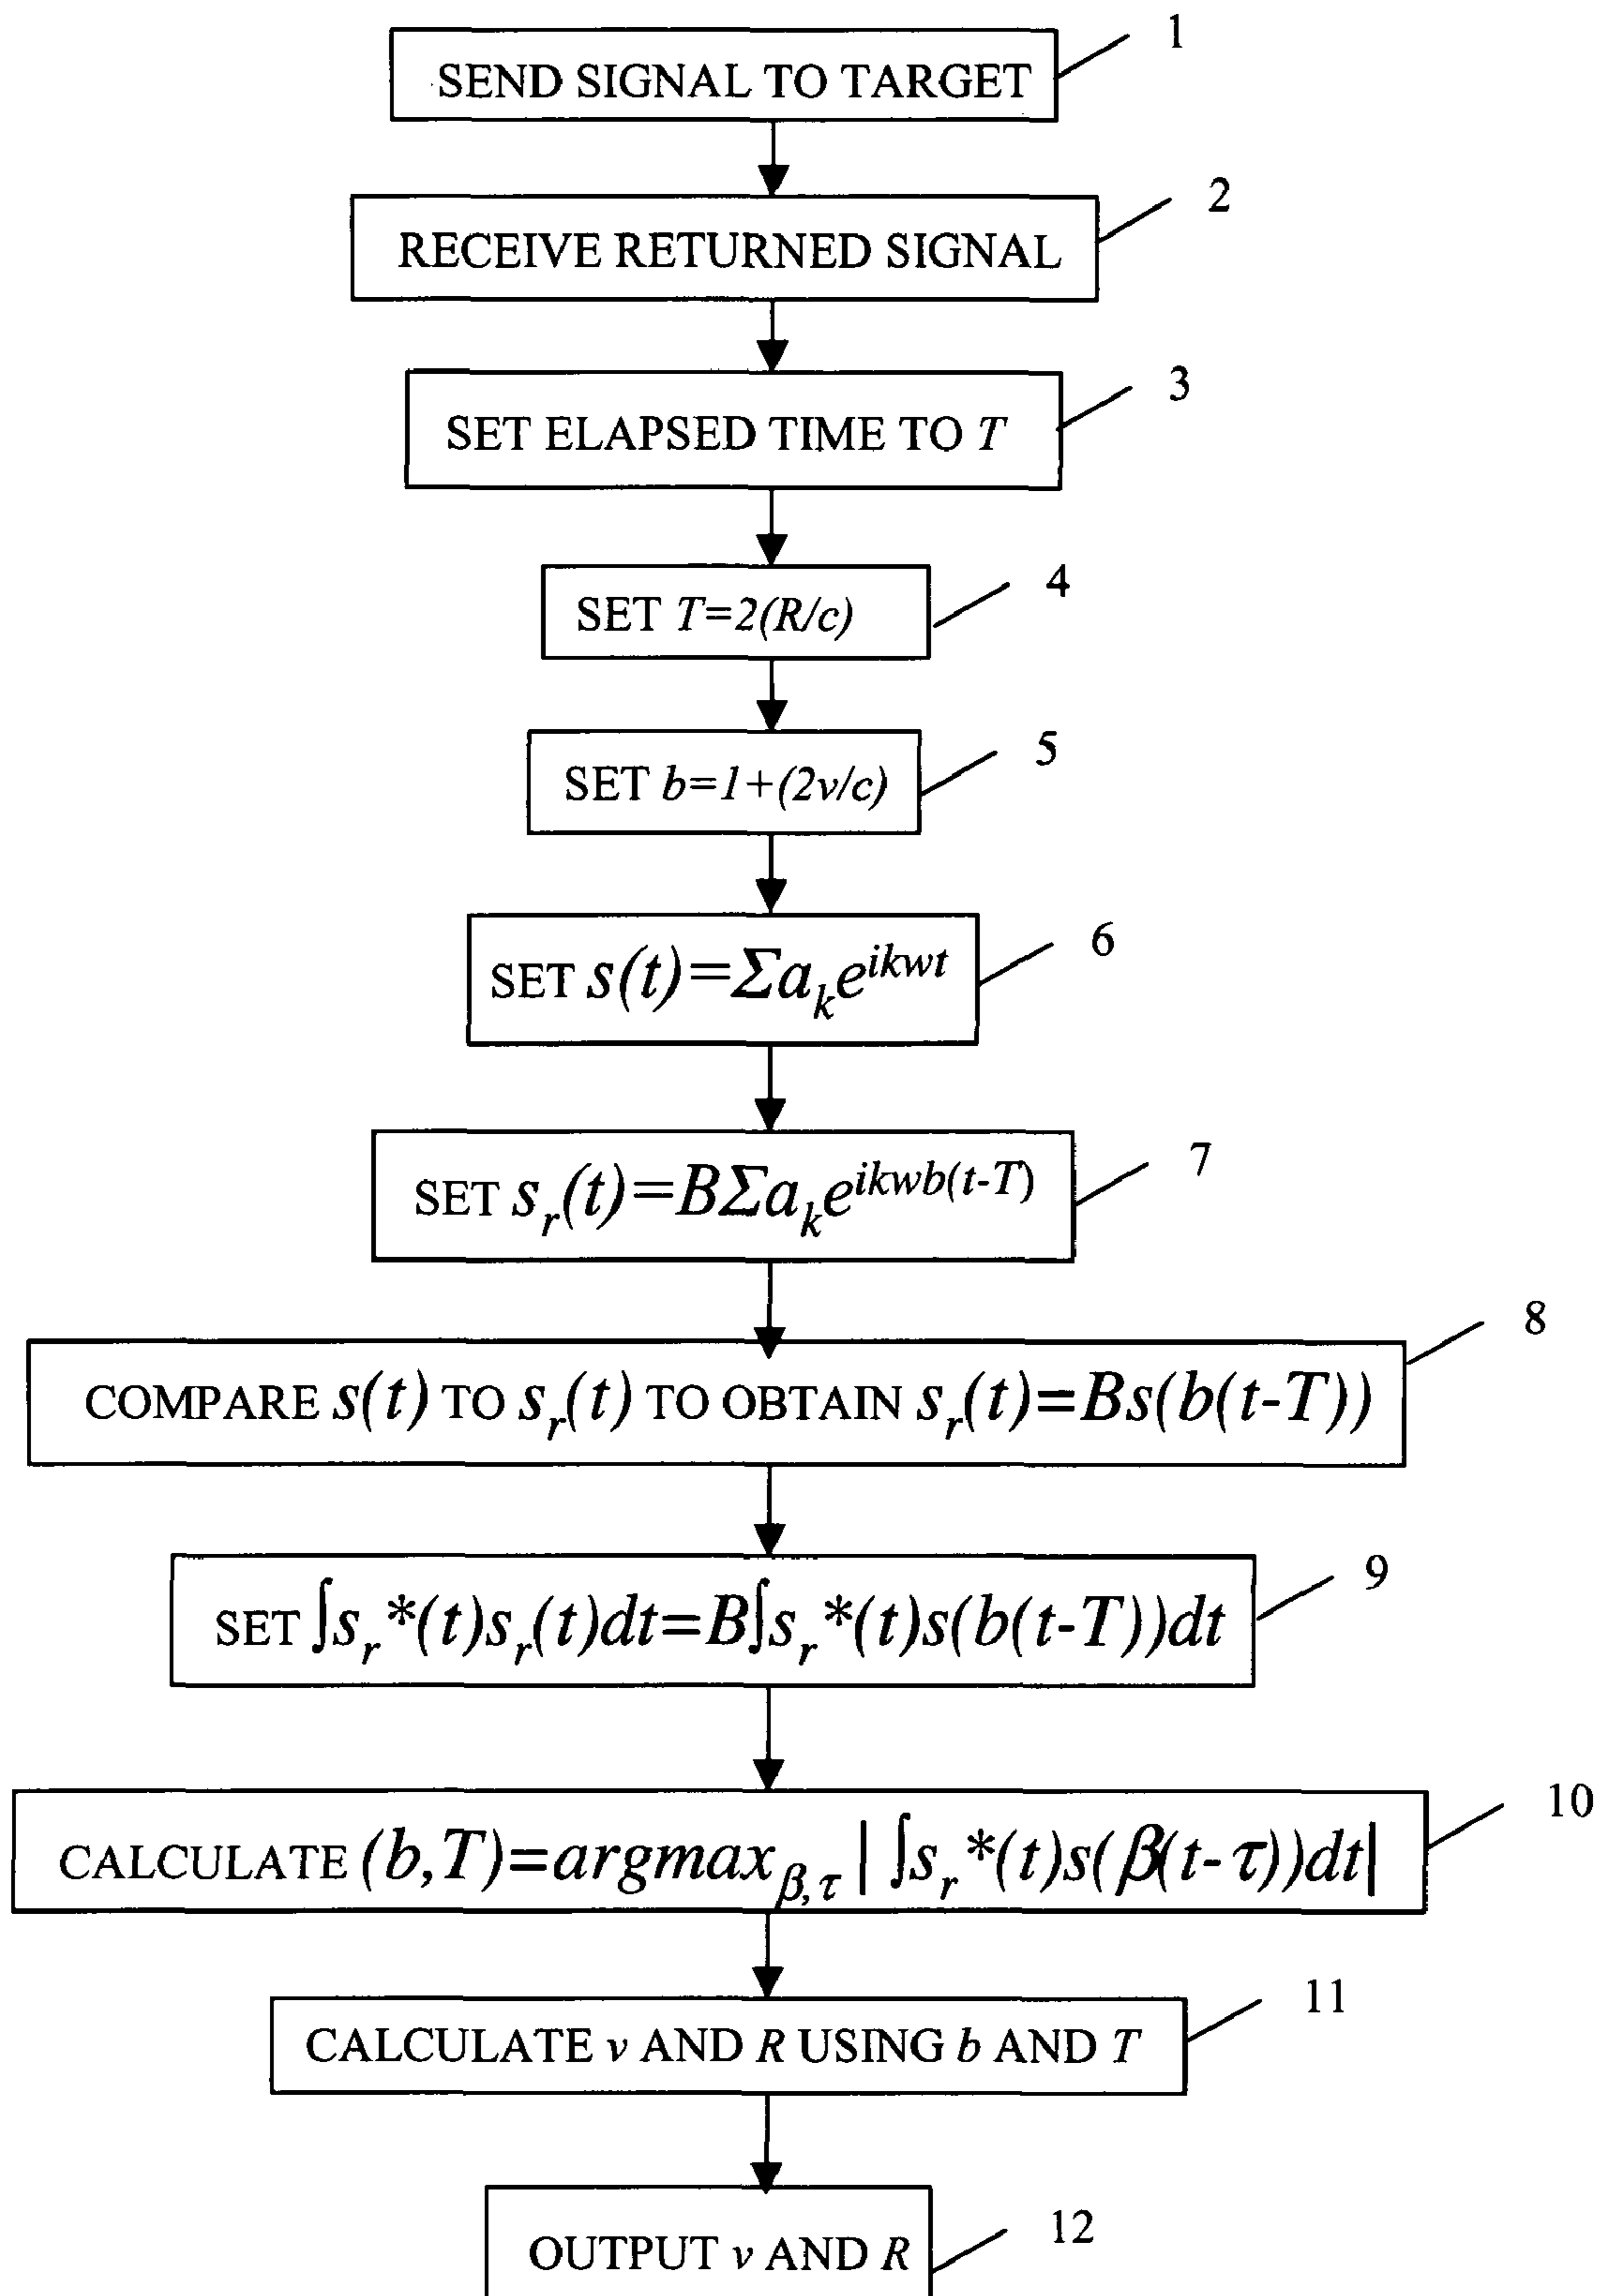 1
SEND SIGNAL TO TARGET
2
RECEIVE RETURNED SIGNAL
3
SET ELAPSED TIME TO T
4
SET T=2(R/c)
5
SET b=1+(2v/c)
6
SET s(t)=Σa_k e^{ikwt}
7
SET s_r(t)=BΣa_k e^{ikwb(t-T)}
8
COMPARE s(t) TO s_r(t) TO OBTAIN s_r(t)=Bs(b(t-T))
9
SET ∫s_r*(t)s_r(t)dt=B∫s_r*(t)s(b(t-T))dt
10
CALCULATE (b,T)=argmax_{β,τ}|∫s_r*(t)s(β(t-τ))dt|
11
CALCULATE v AND R USING b AND T
12
OUTPUT v AND R